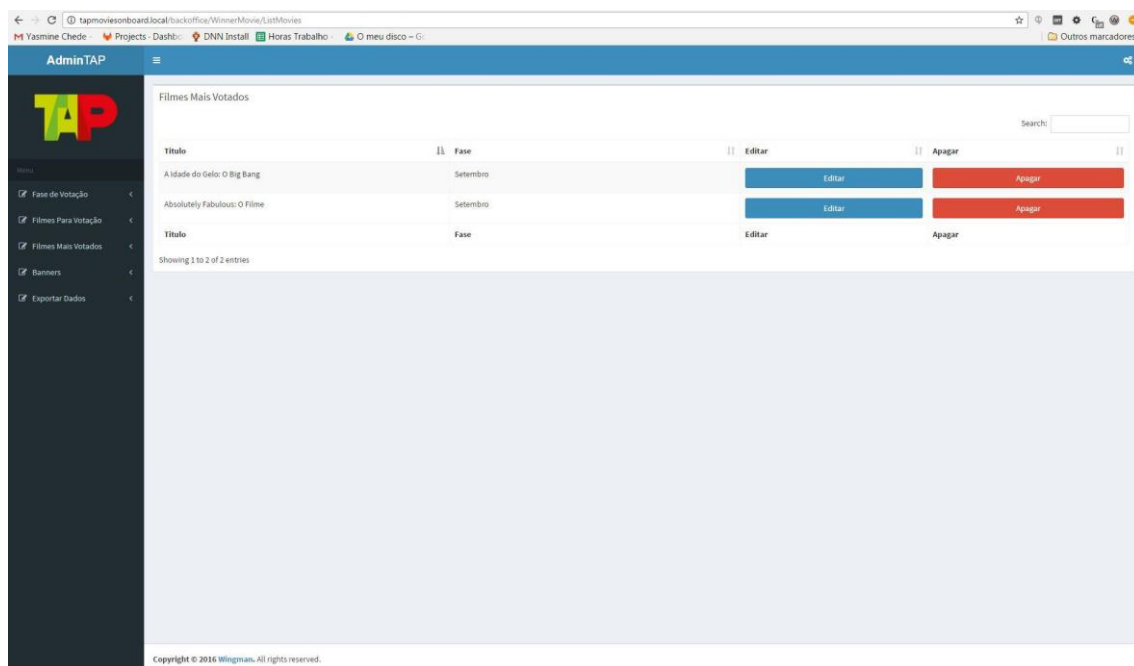 tapmoviesonboard.local/backoffice/WinnerMovie/ListMovies
Yasmine Chede - Projects - Dashbo DNN Install Horas Trabalho - O meu disco – Go Outros marcadores
AdminTAP
TAP
Menu
Fase de Votação
Filmes Para Votação
Filmes Mais Votados
Banners
Exportar Dados
Filmes Mais Votados
Search:
Título Fase Editar Apagar
A Idade do Gelo: O Big Bang Setembro Editar Apagar
Absolutely Fabulous: O Filme Setembro Editar Apagar
Título Fase Editar Apagar
Showing 1 to 2 of 2 entries
Copyright © 2016 Wingman. All rights reserved.